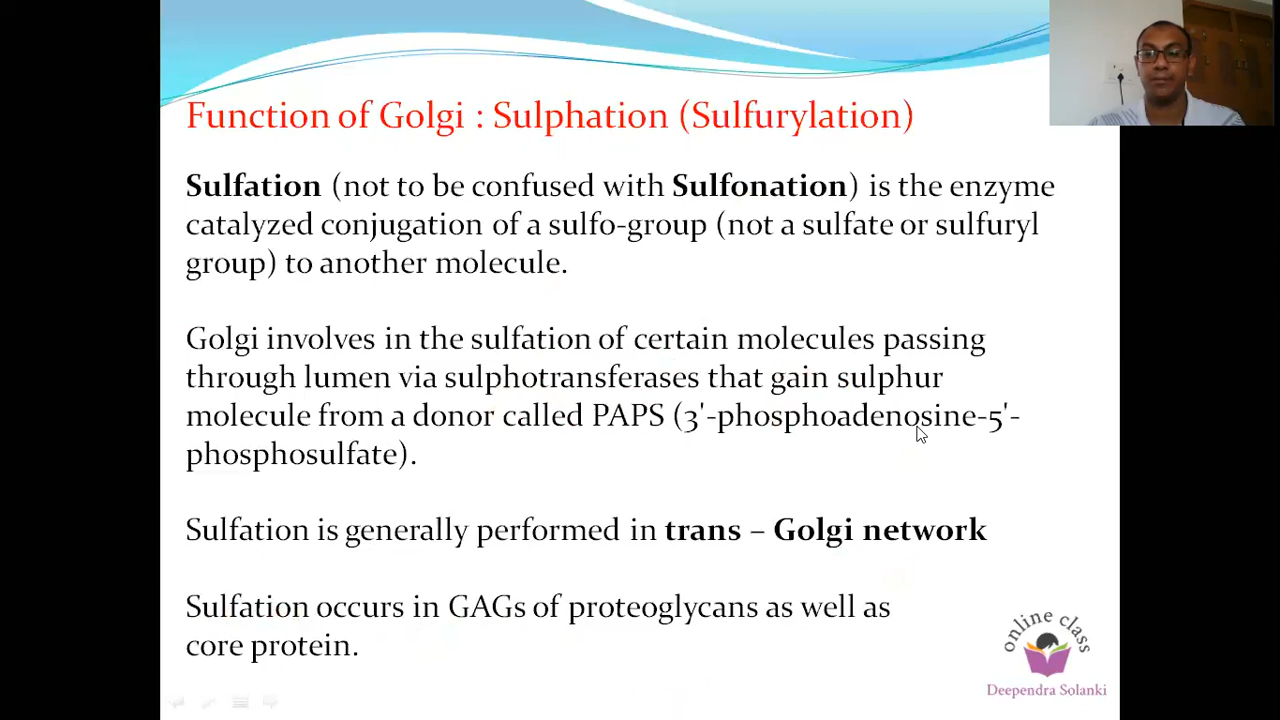 Function of Golgi : Sulphation (Sulfurylation)
Sulfation (not to be confused with Sulfonation) is the enzyme
catalyzed conjugation of a sulfo-group (not a sulfate or sulfuryl
group) to another molecule.
Golgi involves in the sulfation of certain molecules passing
through lumen via sulphotransferases that gain sulphur
molecule from a donor called PAPS (3'-phosphoadenosine-5'-
phosphosulfate).
Sulfation is generally performed in trans – Golgi network
Sulfation occurs in GAGs of proteoglycans as well as
core protein.
online class
Deependra Solanki